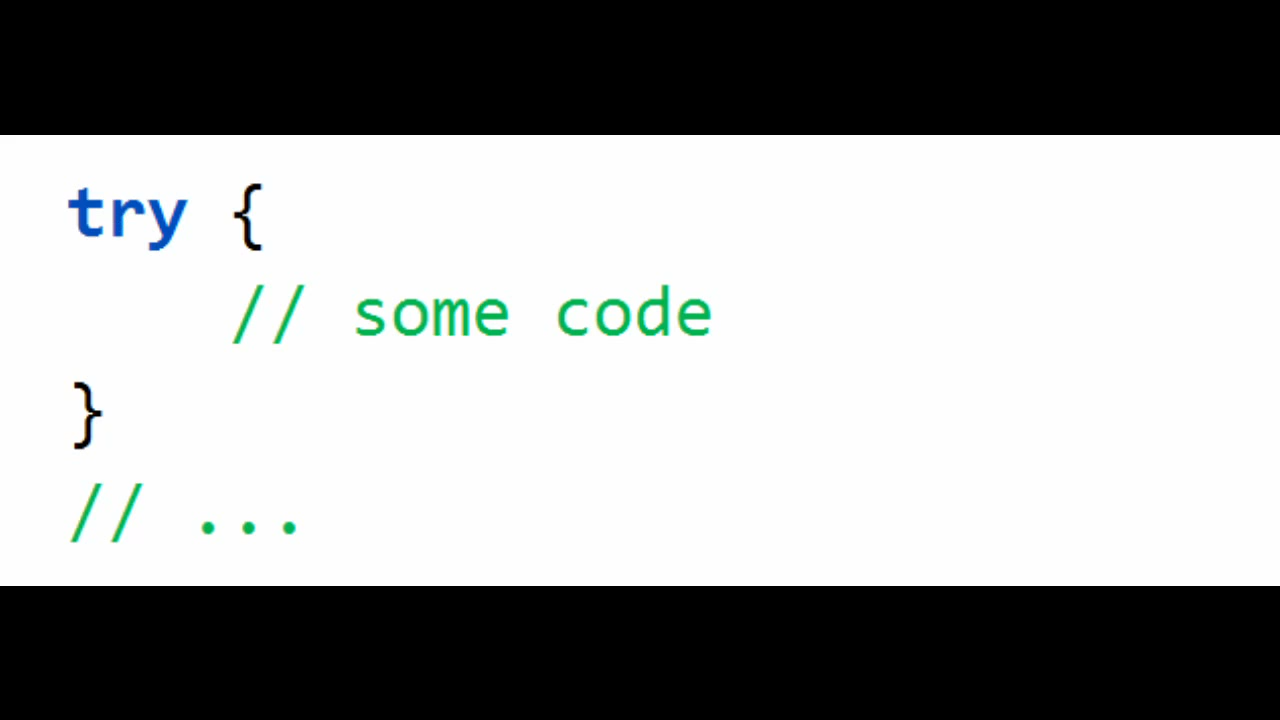 try {
    // some code
}
// ...